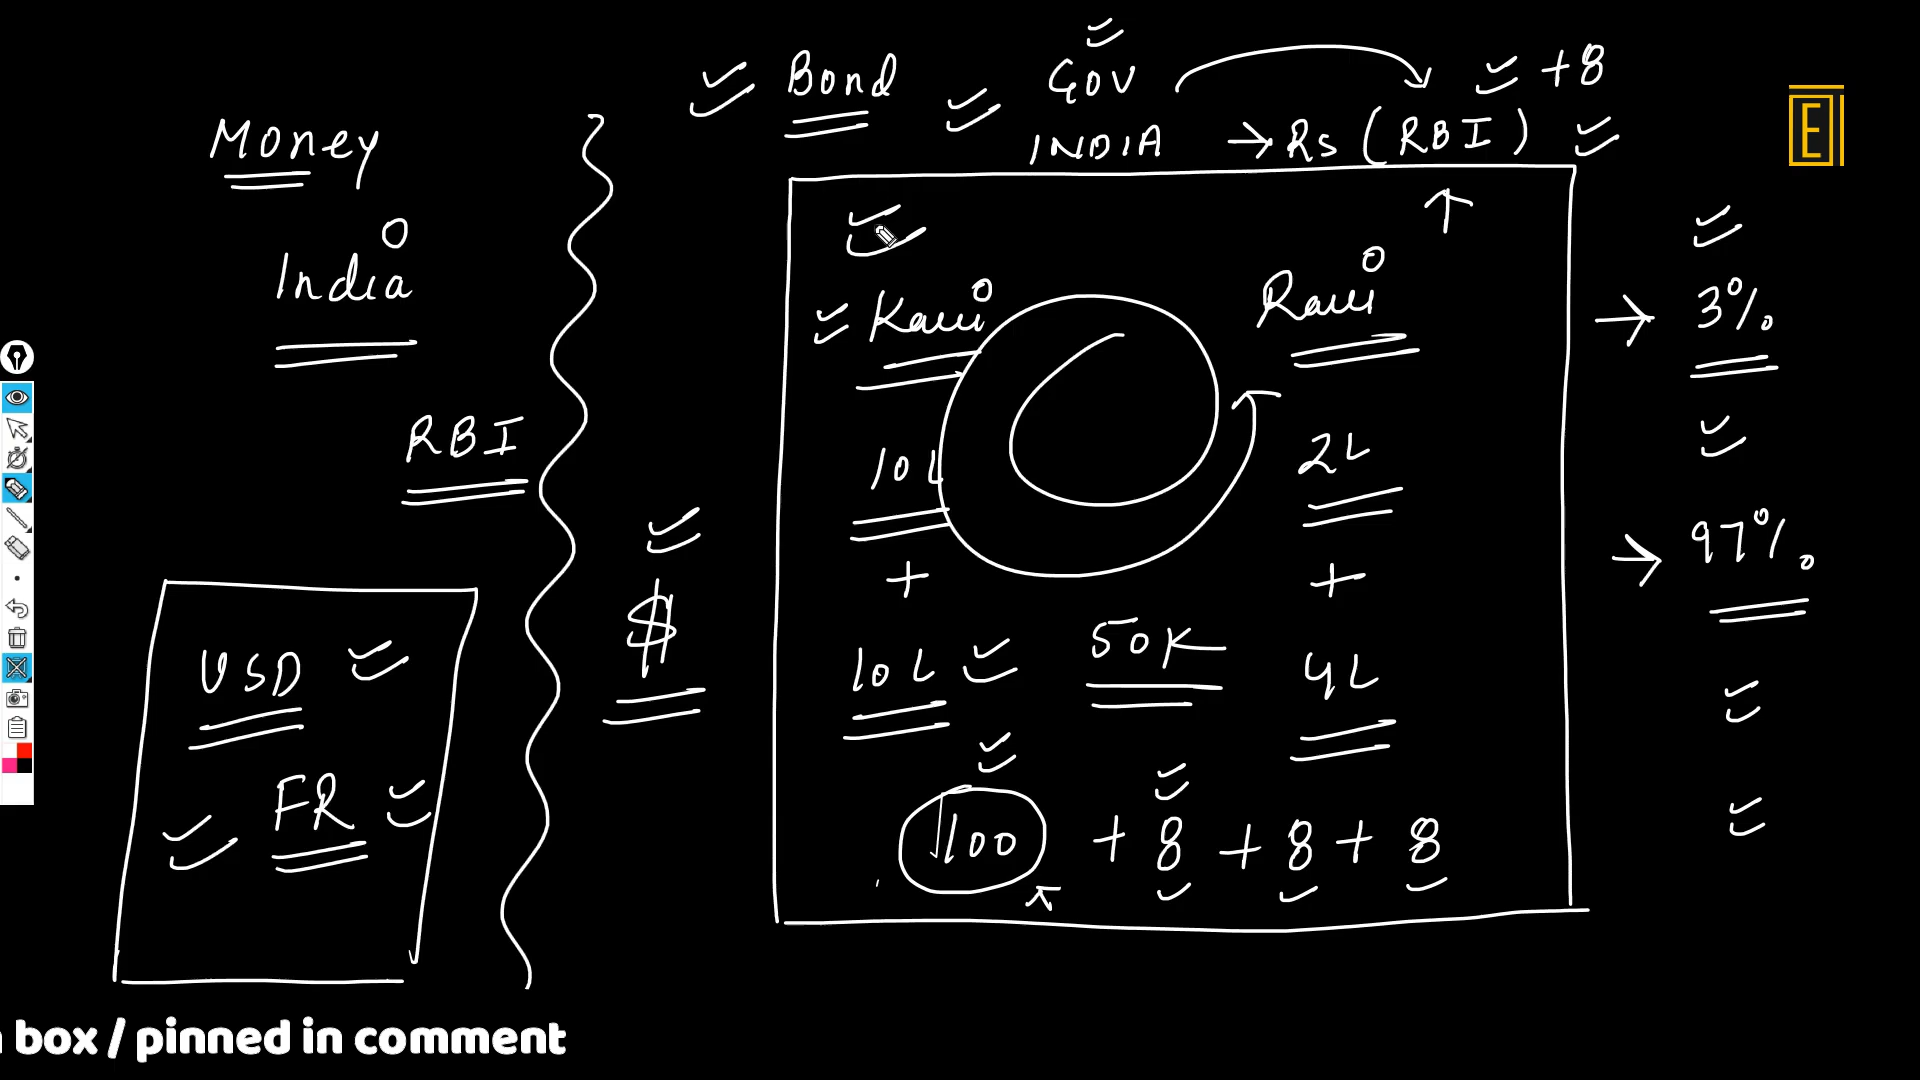 Money
India
RBI
USD
FR
Bond
GOV
INDIA → Rs (RBI)
+8
$
Kavi
Ravi
10L
2L
+
+
10L
50K
4L
100 + 8 + 8 + 8
→ 3%
→ 97%
E
box / pinned in comment